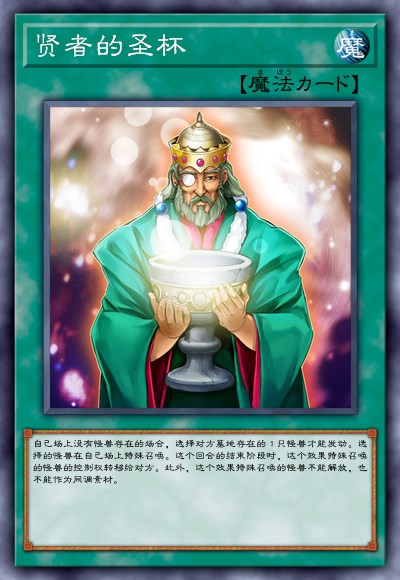 贤者的圣杯
魔
【魔法カード】
ま ほう
自己场上没有怪兽存在的场合，选择对方墓地存在的１只怪兽才能发动。选
择的怪兽在自己场上特殊召唤。这个回合的结束阶段时，这个效果特殊召唤
的怪兽的控制权转移给对方。此外，这个效果特殊召唤的怪兽不能解放，也
不能作为同调素材。